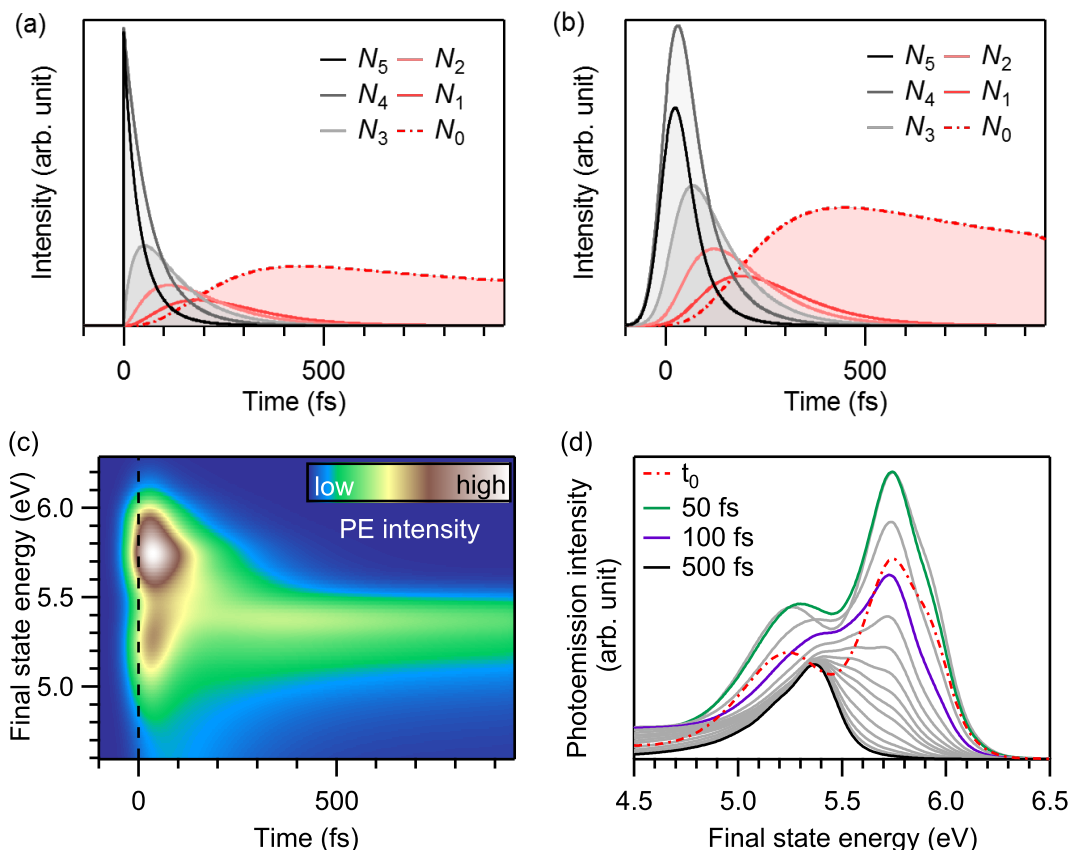 (a)
Intensity (arb. unit)
N5 N2
N4 N1
N3 N0
0 500
Time (fs)
(b)
Intensity (arb. unit)
N5 N2
N4 N1
N3 N0
0 500
Time (fs)
(c)
Final state energy (eV)
6.0
5.5
5.0
low high
PE intensity
0 500
Time (fs)
(d)
Photoemission intensity
(arb. unit)
t0
50 fs
100 fs
500 fs
4.5 5.0 5.5 6.0 6.5
Final state energy (eV)